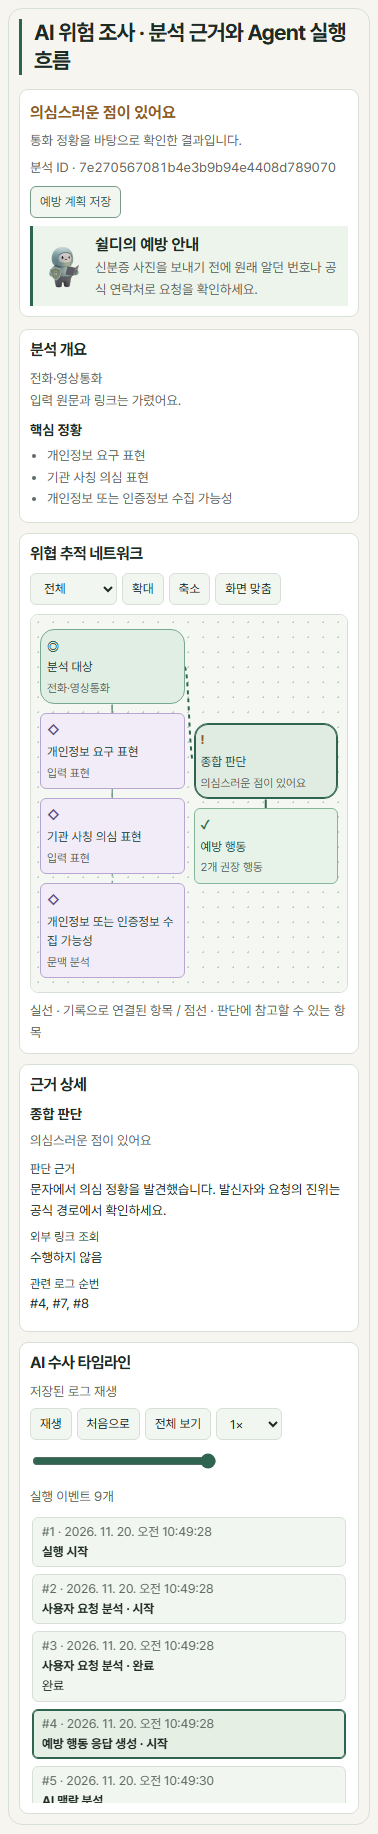 AI 위험 조사 · 분석 근거와 Agent 실행
흐름
의심스러운 점이 있어요
통화 정황을 바탕으로 확인한 결과입니다.
분석 ID · 7e270567081b4e3b9b94e4408d789070
예방 계획 저장
쉴디의 예방 안내
신분증 사진을 보내기 전에 원래 알던 번호나 공
식 연락처로 요청을 확인하세요.
분석 개요
전화·영상통화
입력 원문과 링크는 가렸어요.
핵심 정황
• 개인정보 요구 표현
• 기관 사칭 의심 표현
• 개인정보 또는 인증정보 수집 가능성
위협 추적 네트워크
전체 확대 축소 화면 맞춤
◎
분석 대상
전화·영상통화
◇
개인정보 요구 표현
입력 표현
◇
기관 사칭 의심 표현
입력 표현
◇
개인정보 또는 인증정보 수
집 가능성
문맥 분석
!
종합 판단
의심스러운 점이 있어요
✓
예방 행동
2개 권장 행동
실선 · 기록으로 연결된 항목 / 점선 · 판단에 참고할 수 있는 항
목
근거 상세
종합 판단
의심스러운 점이 있어요
판단 근거
문자에서 의심 정황을 발견했습니다. 발신자와 요청의 진위는
공식 경로에서 확인하세요.
외부 링크 조회
수행하지 않음
관련 로그 순번
#4, #7, #8
AI 수사 타임라인
저장된 로그 재생
재생 처음으로 전체 보기 1×
실행 이벤트 9개
#1 · 2026. 11. 20. 오전 10:49:28
실행 시작
#2 · 2026. 11. 20. 오전 10:49:28
사용자 요청 분석 · 시작
#3 · 2026. 11. 20. 오전 10:49:28
사용자 요청 분석 · 완료
완료
#4 · 2026. 11. 20. 오전 10:49:28
예방 행동 응답 생성 · 시작
#5 · 2026. 11. 20. 오전 10:49:30
AI 맥락 분석